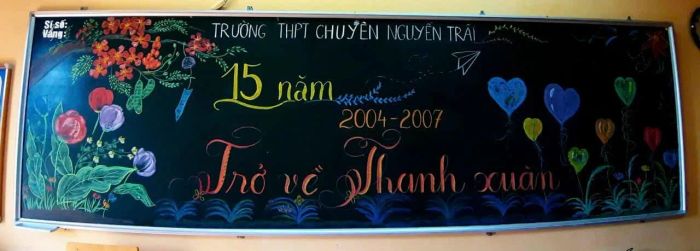 Sĩ số:
Vắng:
TRƯỜNG THPT CHUYÊN NGUYỄN TRÃI
15 năm
2004-2007
Trở về Thanh xuân